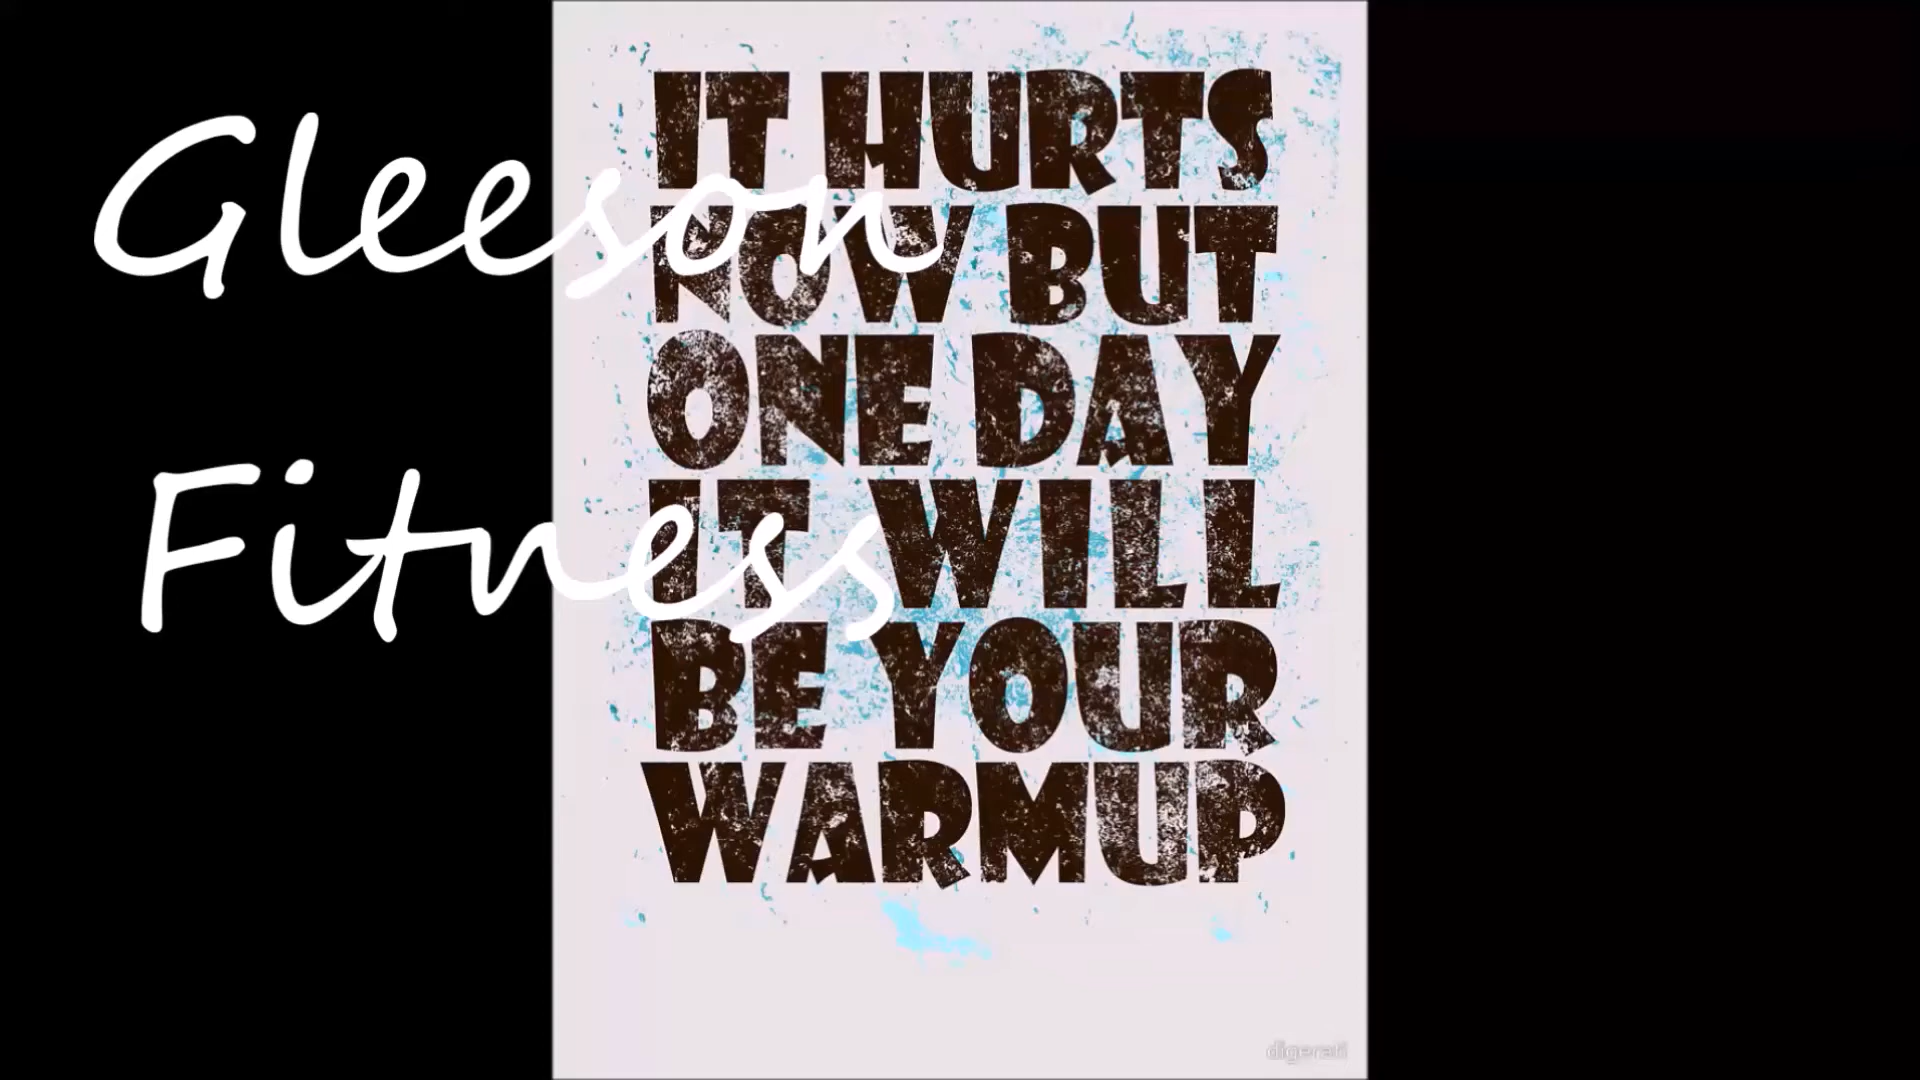 Gleeson
Fitness
IT HURTS
NOW BUT
ONE DAY
IT WILL
BE YOUR
WARMUP
digerati